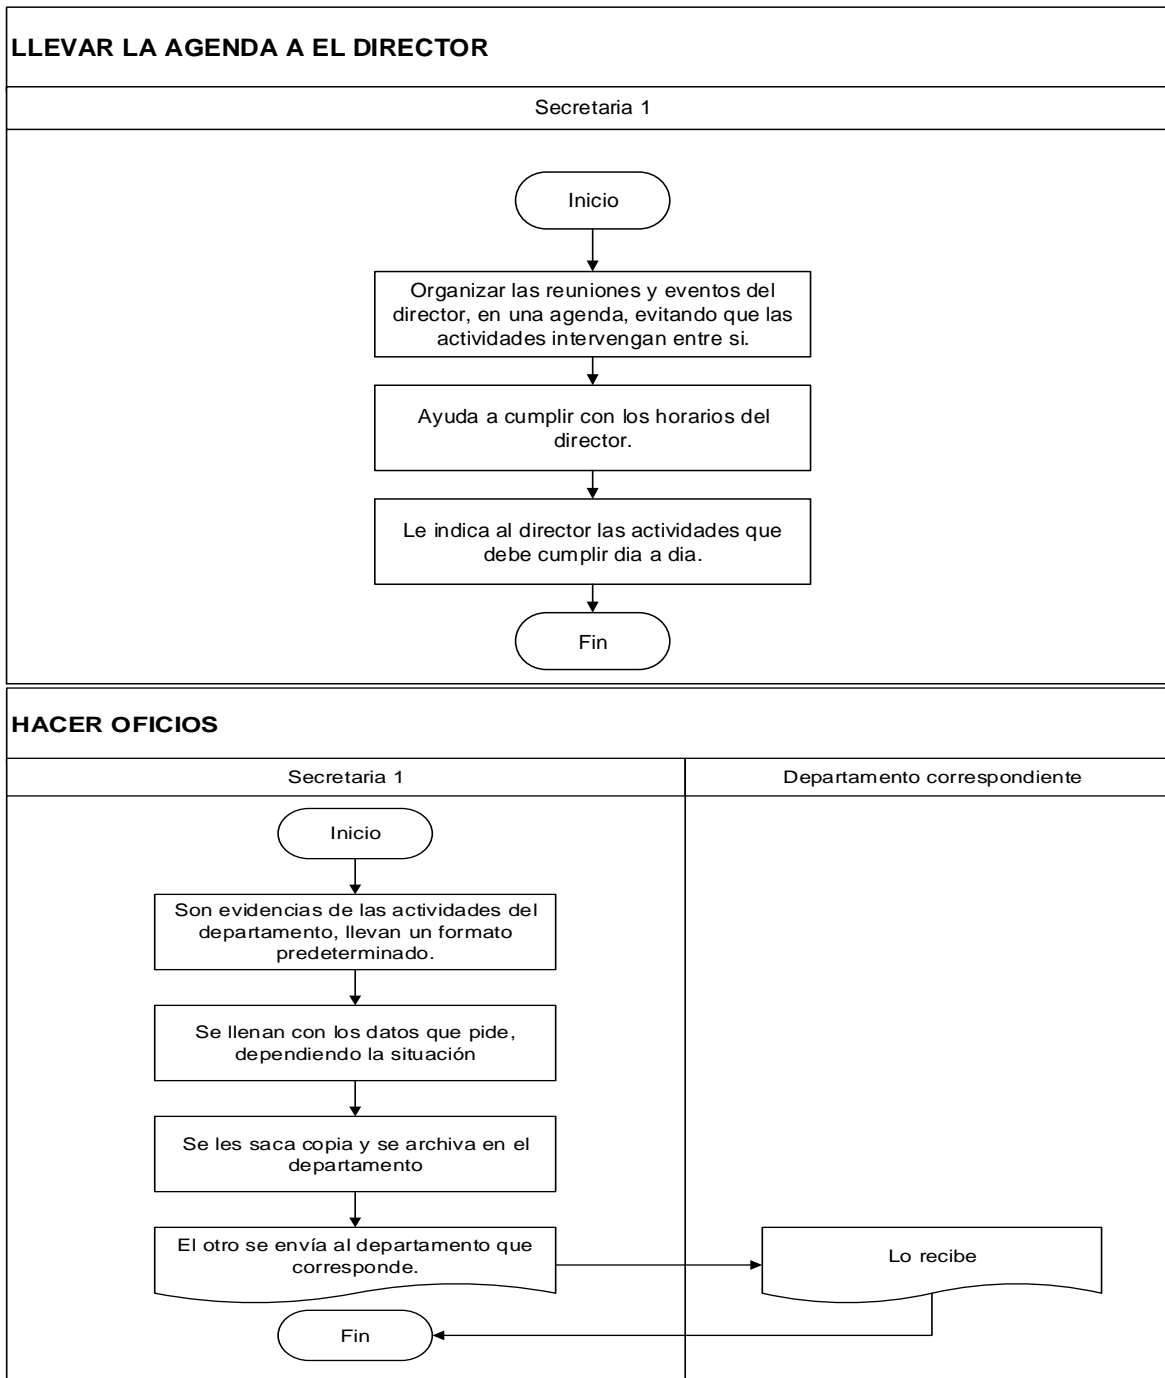 LLEVAR LA AGENDA A EL DIRECTOR
Secretaria 1
Inicio
Organizar las reuniones y eventos del
director, en una agenda, evitando que las
actividades intervengan entre si.
Ayuda a cumplir con los horarios del
director.
Le indica al director las actividades que
debe cumplir dia a dia.
Fin
HACER OFICIOS
Secretaria 1
Departamento correspondiente
Inicio
Son evidencias de las actividades del
departamento, llevan un formato
predeterminado.
Se llenan con los datos que pide,
dependiendo la situación
Se les saca copia y se archiva en el
departamento
El otro se envía al departamento que
corresponde.
Lo recibe
Fin